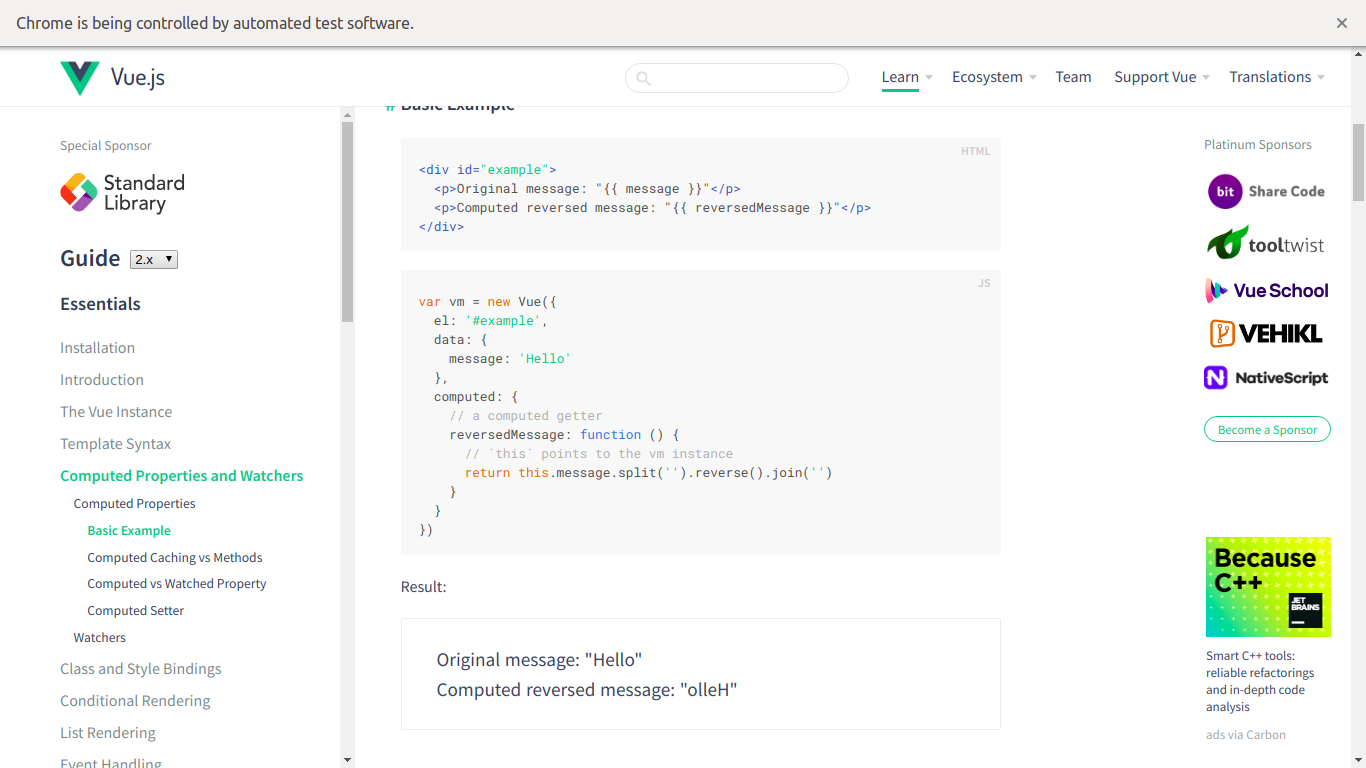 Chrome is being controlled by automated test software.
Vue.js
Learn
Ecosystem
Team
Support Vue
Translations
Special Sponsor
Standard
Library
Guide 2.x
Essentials
Installation
Introduction
The Vue Instance
Template Syntax
Computed Properties and Watchers
Computed Properties
Basic Example
Computed Caching vs Methods
Computed vs Watched Property
Computed Setter
Watchers
Class and Style Bindings
Conditional Rendering
List Rendering
Event Handling
# Basic Example
HTML
<div id="example">
  <p>Original message: "{{ message }}"</p>
  <p>Computed reversed message: "{{ reversedMessage }}"</p>
</div>
JS
var vm = new Vue({
  el: '#example',
  data: {
    message: 'Hello'
  },
  computed: {
    // a computed getter
    reversedMessage: function () {
      // `this` points to the vm instance
      return this.message.split('').reverse().join('')
    }
  }
})
Result:
Original message: "Hello"
Computed reversed message: "olleH"
Platinum Sponsors
bit Share Code
tooltwist
Vue School
VEHIKL
N NativeScript
Become a Sponsor
Because
C++
JET
BRAINS
Smart C++ tools:
reliable refactorings
and in-depth code
analysis
ads via Carbon